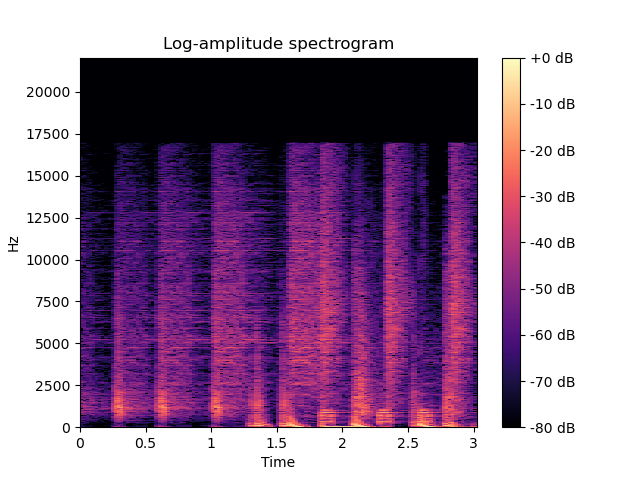 Log-amplitude spectrogram
+0 dB
20000
-10 dB
17500
-20 dB
15000
-30 dB
12500
Hz
-40 dB
10000
-50 dB
7500
-60 dB
5000
-70 dB
2500
0
-80 dB
0 0.5 1 1.5 2 2.5 3
Time